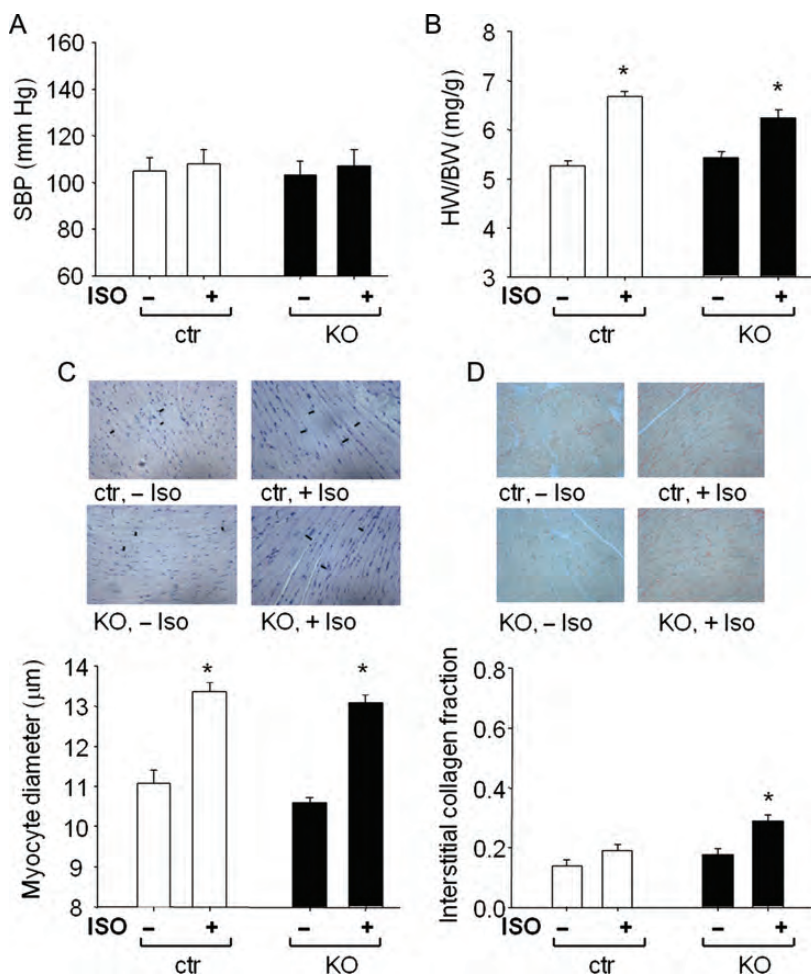 A
SBP (mm Hg)
160
140
120
100
80
60
ISO – + – +
ctr KO
B
HW/BW (mg/g)
8
7
6
5
4
3
* *
ISO – + – +
ctr KO
C
ctr, – Iso ctr, + Iso
KO, – Iso KO, + Iso
Myocyte diameter (μm)
14
13
12
11
10
9
8
* *
ISO – + – +
ctr KO
D
ctr, – Iso ctr, + Iso
KO, – Iso KO, + Iso
Interstitial collagen fraction
0.8
0.6
0.4
0.2
0.0
*
ISO – + – +
ctr KO